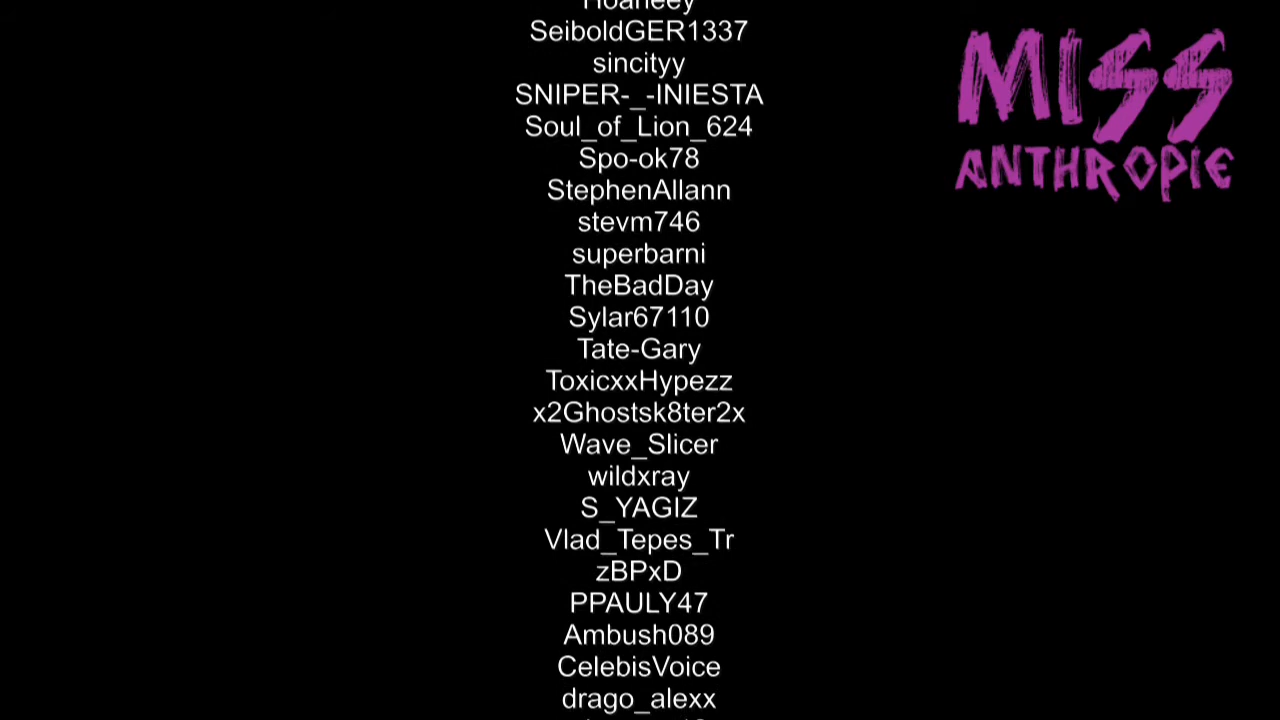 SeiboldGER1337
sincityy
SNIPER-_-INIESTA
Soul_of_Lion_624
Spo-ok78
StephenAllann
stevm746
superbarni
TheBadDay
Sylar67110
Tate-Gary
ToxicxxHypezz
x2Ghostsk8ter2x
Wave_Slicer
wildxray
S_YAGIZ
Vlad_Tepes_Tr
zBPxD
PPAULY47
Ambush089
CelebisVoice
drago_alexx
MISS
ANTHROPIE